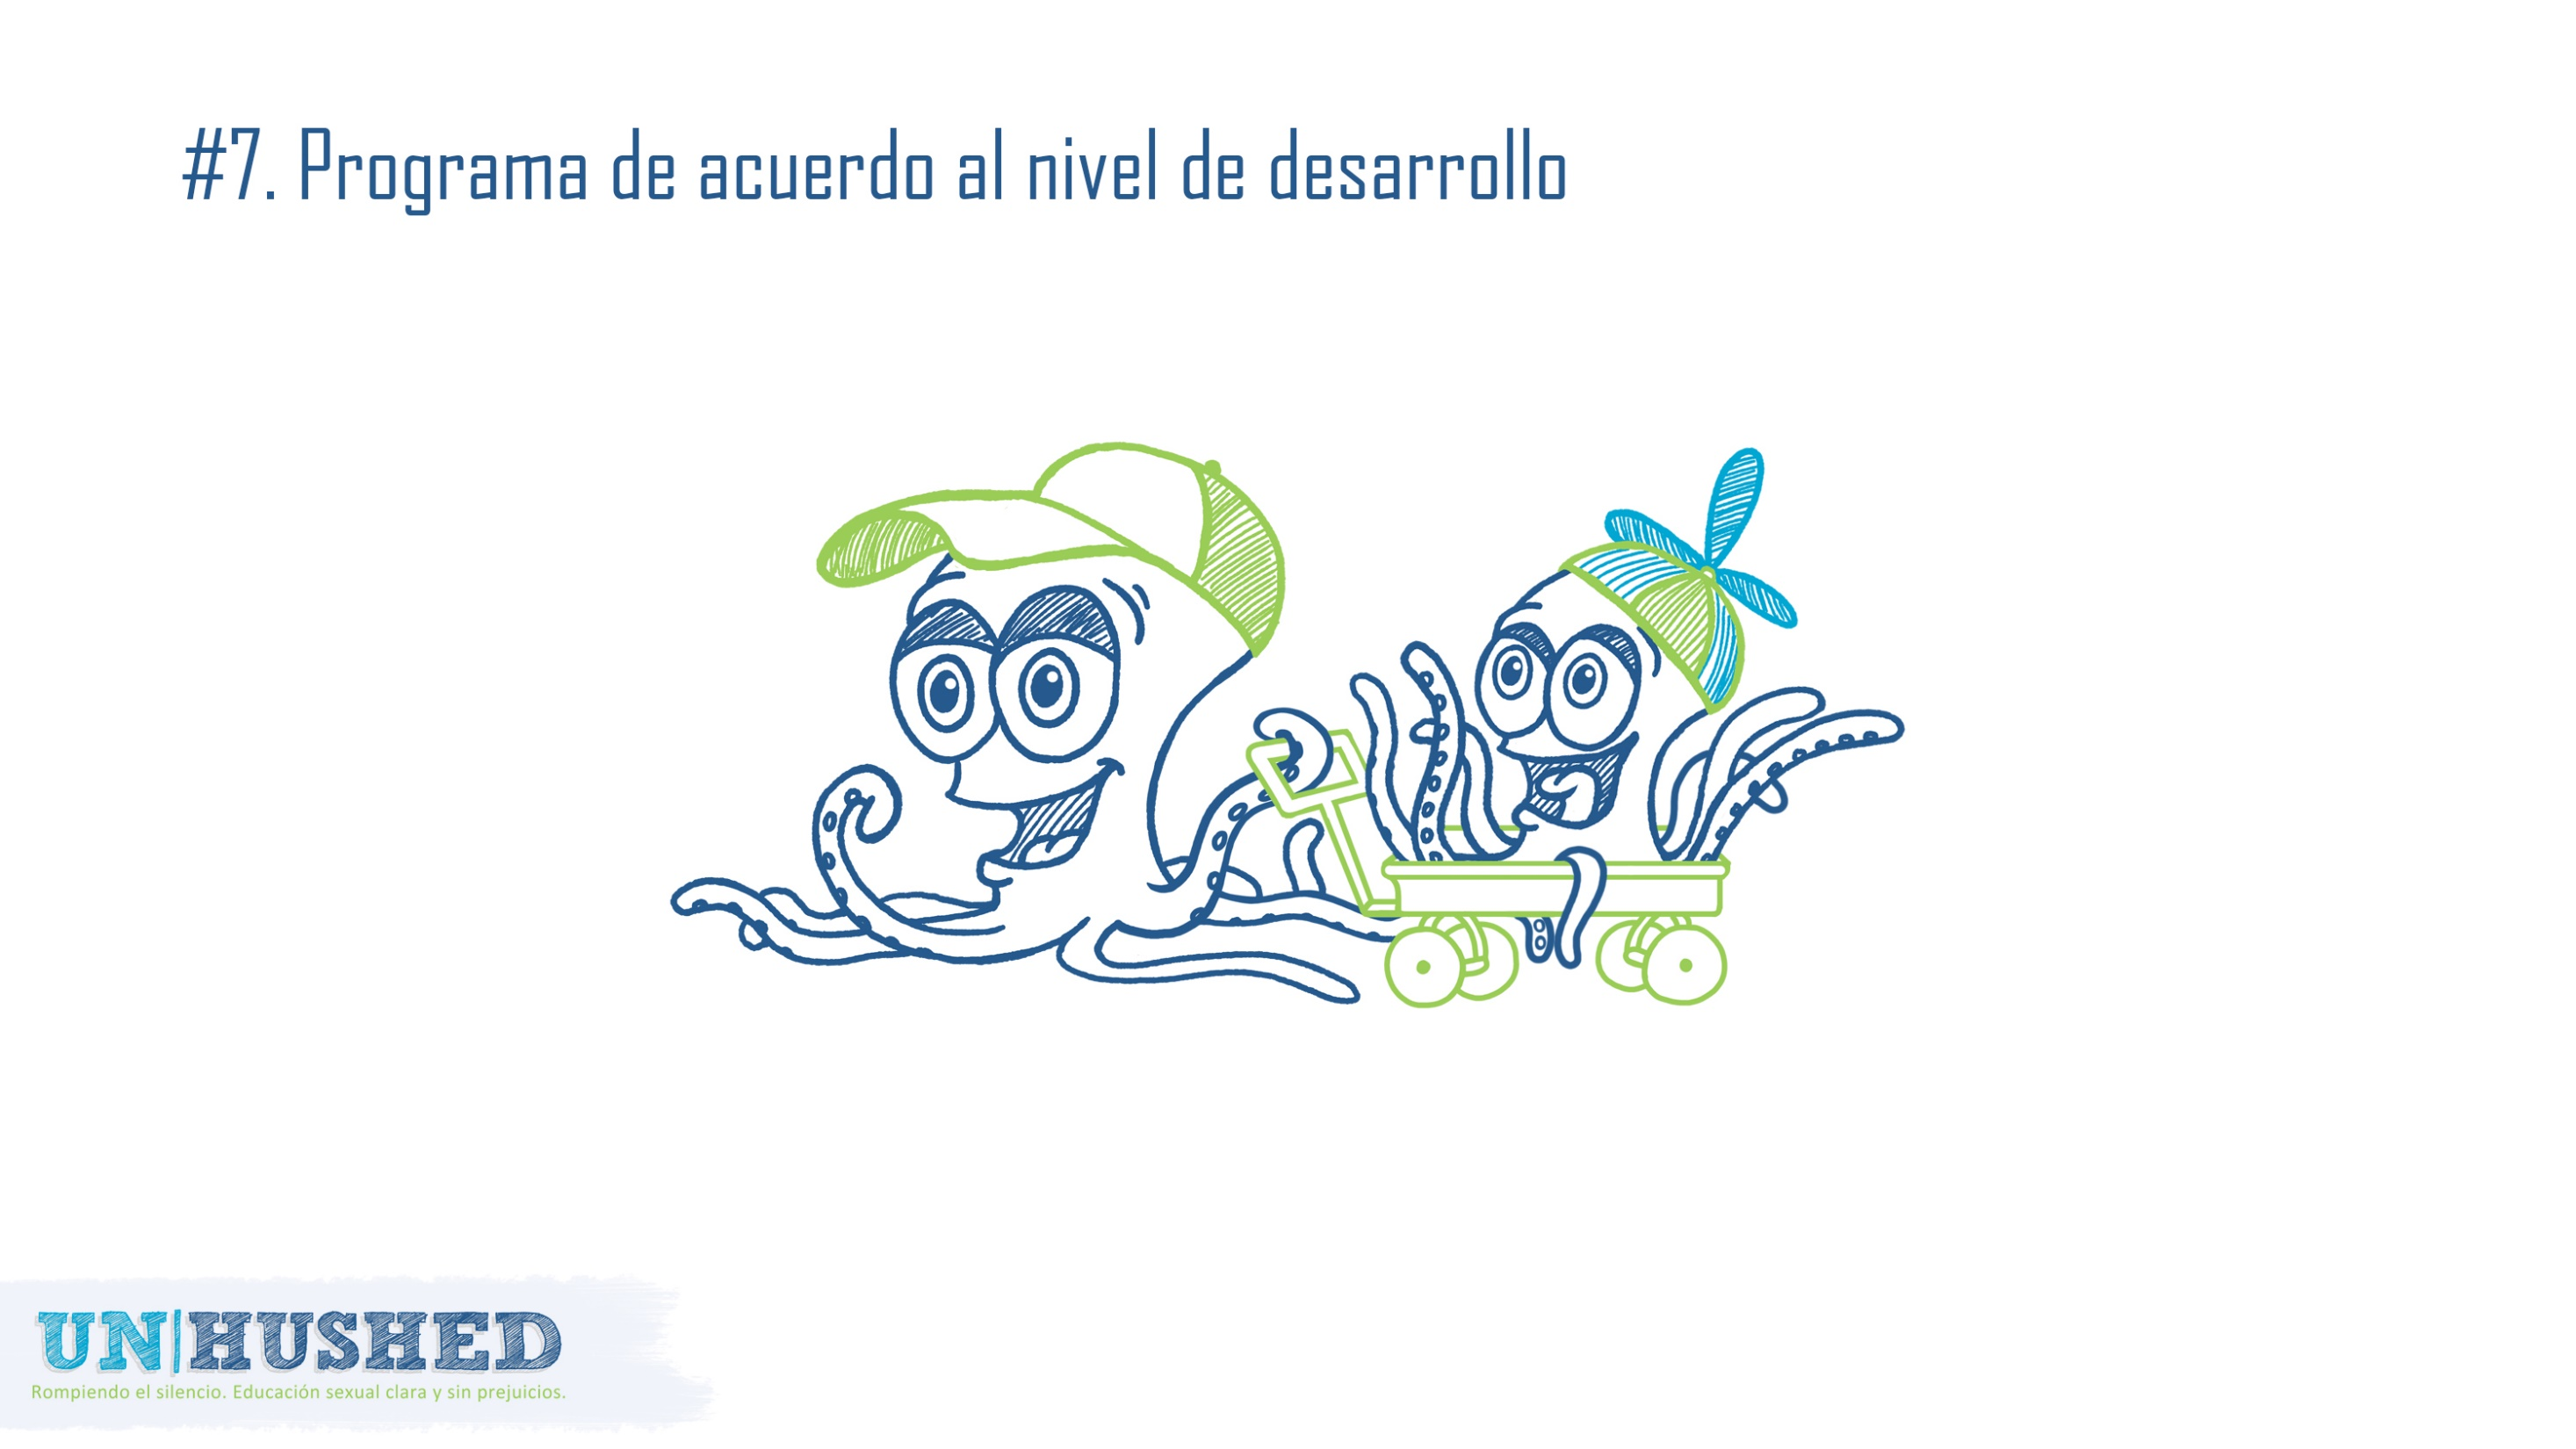 #7. Programa de acuerdo al nivel de desarrollo
UN|HUSHED
Rompiendo el silencio. Educación sexual clara y sin prejuicios.